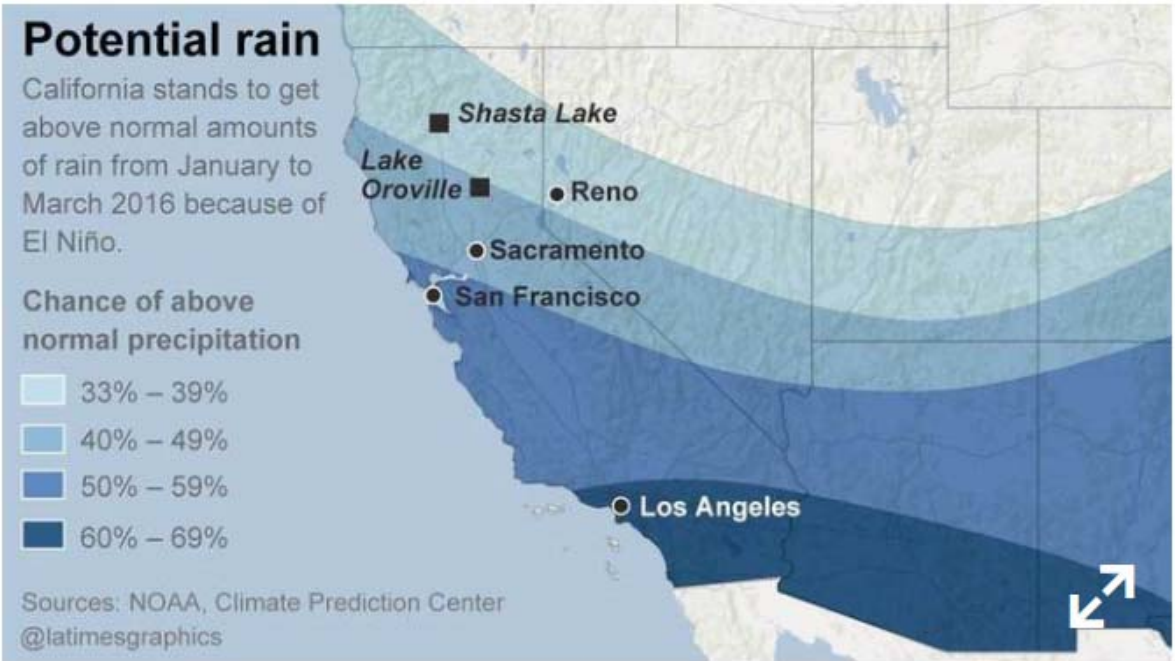 Potential rain
California stands to get
above normal amounts
of rain from January to
March 2016 because of
El Niño.
Chance of above
normal precipitation
33% – 39%
40% – 49%
50% – 59%
60% – 69%
Sources: NOAA, Climate Prediction Center
@latimesgraphics
Shasta Lake
Lake
Oroville
Reno
Sacramento
San Francisco
Los Angeles